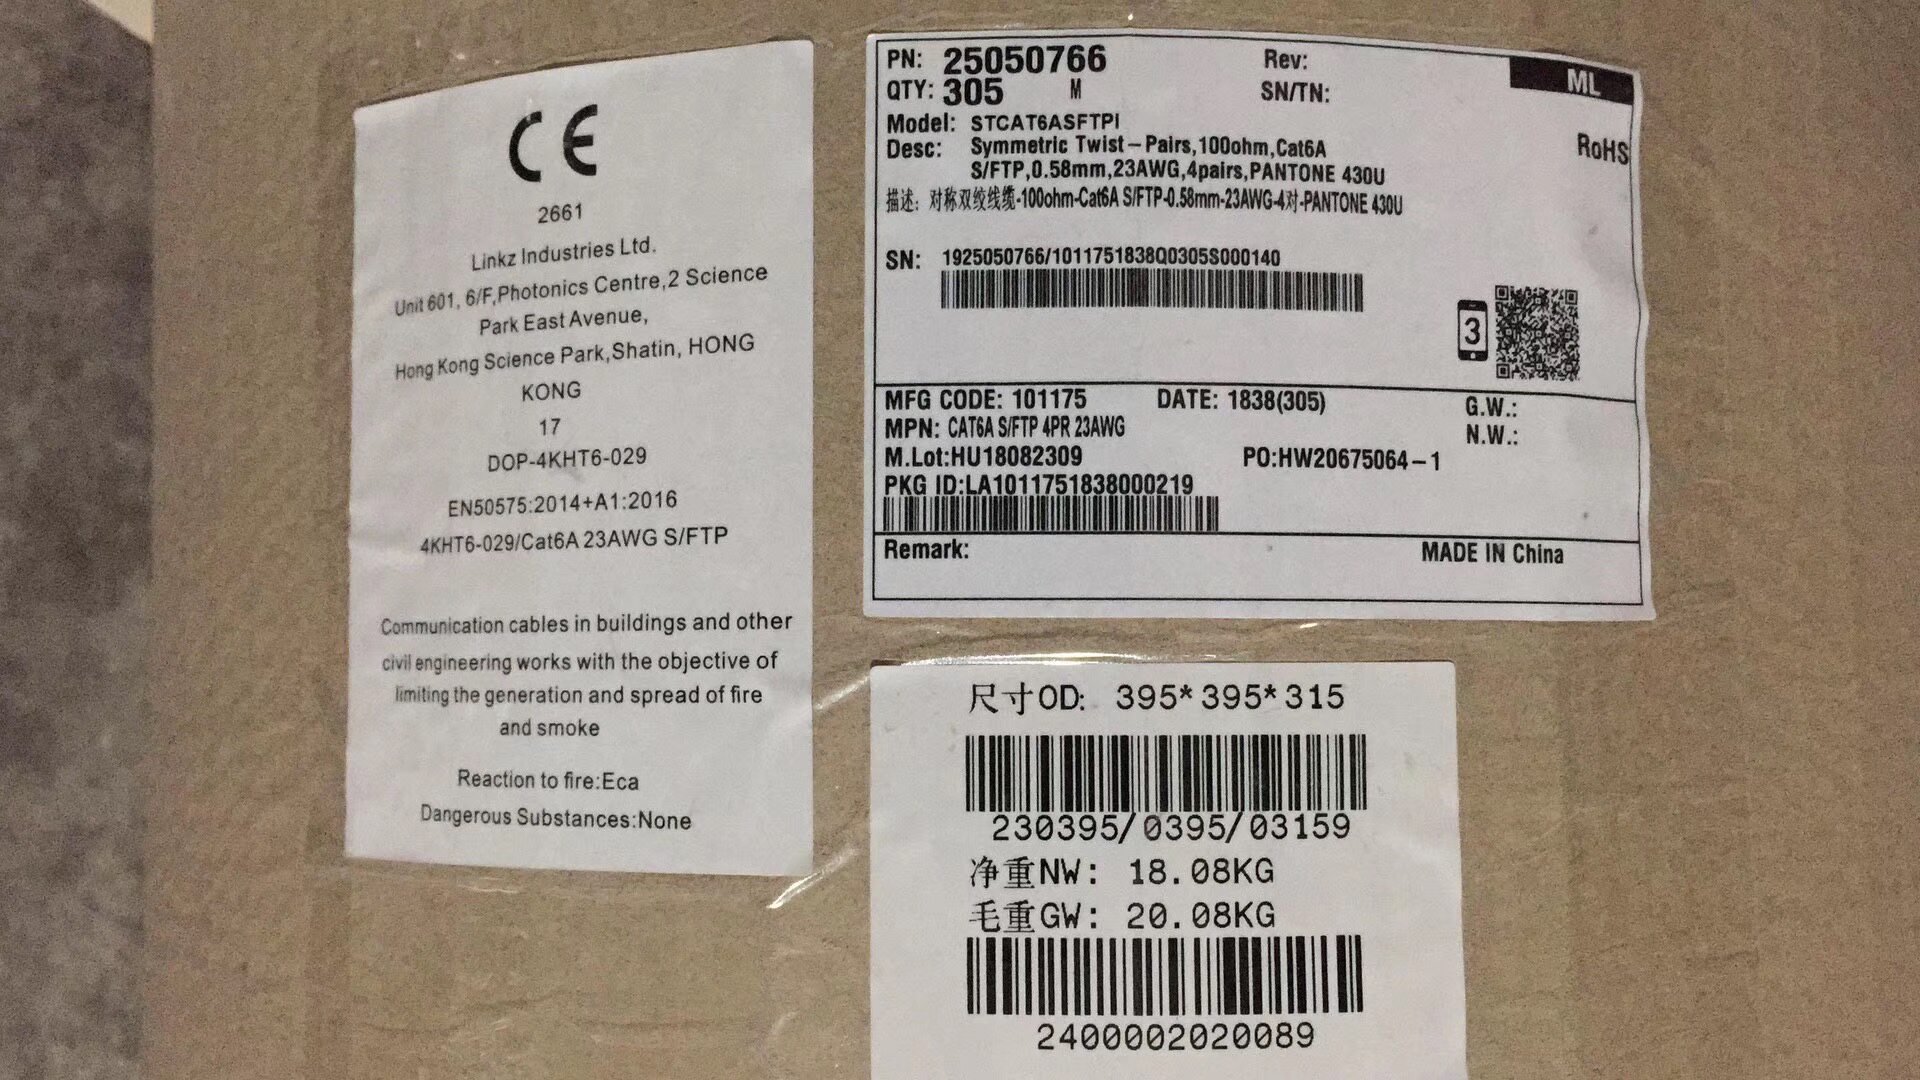 CE
2661
Linkz Industries Ltd.
Unit 601, 6/F,Photonics Centre,2 Science
Park East Avenue,
Hong Kong Science Park,Shatin, HONG
KONG
17
DOP-4KHT6-029
EN50575:2014+A1:2016
4KHT6-029/Cat6A 23AWG S/FTP
Communication cables in buildings and other
civil engineering works with the objective of
limiting the generation and spread of fire
and smoke
Reaction to fire:Eca
Dangerous Substances:None
PN: 25050766 Rev: ML
QTY: 305 M SN/TN:
Model: STCAT6ASFTPI
Desc: Symmetric Twist-Pairs,100ohm,Cat6A RoHS
S/FTP,0.58mm,23AWG,4pairs,PANTONE 430U
描述: 对称双绞线缆-100ohm-Cat6A S/FTP-0.58mm-23AWG-4对-PANTONE 430U
SN: 1925050766/1011751838Q0305S000140
3
MFG CODE: 101175 DATE: 1838(305) G.W.:
MPN: CAT6A S/FTP 4PR 23AWG N.W.:
M.Lot:HU18082309 PO:HW20675064-1
PKG ID:LA1011751838000219
Remark: MADE IN China
尺寸OD: 395*395*315
230395/0395/03159
净重NW: 18.08KG
毛重GW: 20.08KG
2400002020089